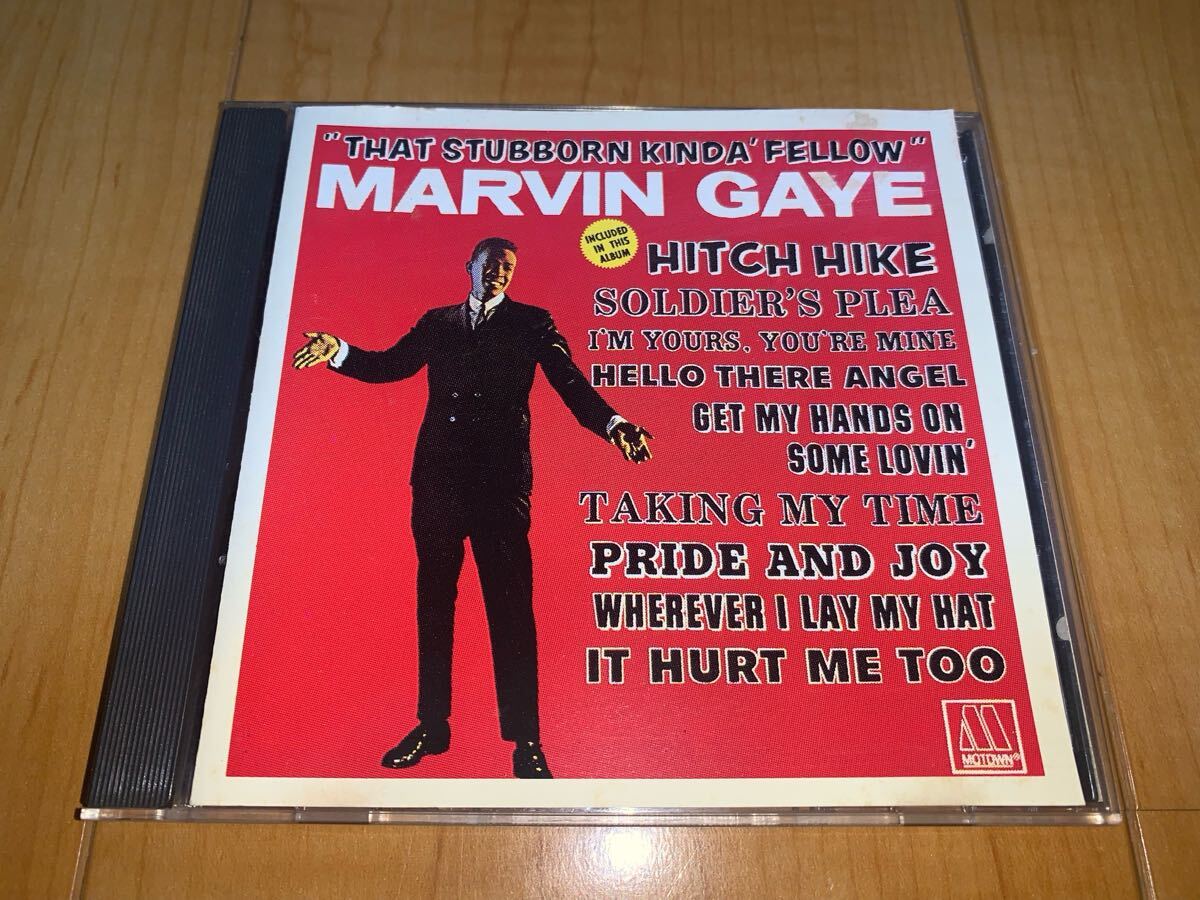 "THAT STUBBORN KINDA' FELLOW"
MARVIN GAYE
INCLUDED
IN THIS
ALBUM
HITCH HIKE
SOLDIER'S PLEA
I'M YOURS, YOU'RE MINE
HELLO THERE ANGEL
GET MY HANDS ON
SOME LOVIN'
TAKING MY TIME
PRIDE AND JOY
WHEREVER I LAY MY HAT
IT HURT ME TOO
M
MOTOWN®